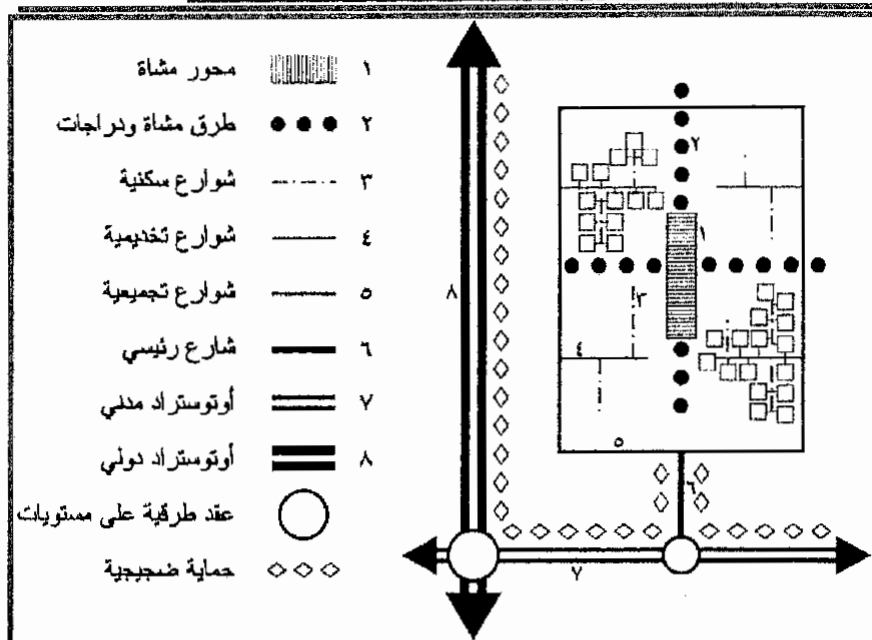 ١ محور مشاة
٢ طرق مشاة ودراجات
٣ شوارع سكنية
٤ شوارع تخديمية
٥ شوارع تجميعية
٦ شارع رئيسي
٧ أوتوستراد مدني
٨ أوتوستراد دولي
عقد طرقية على مستويات
حماية ضجيجية
٢
١
٣
٨
٤
٥
٦
٧